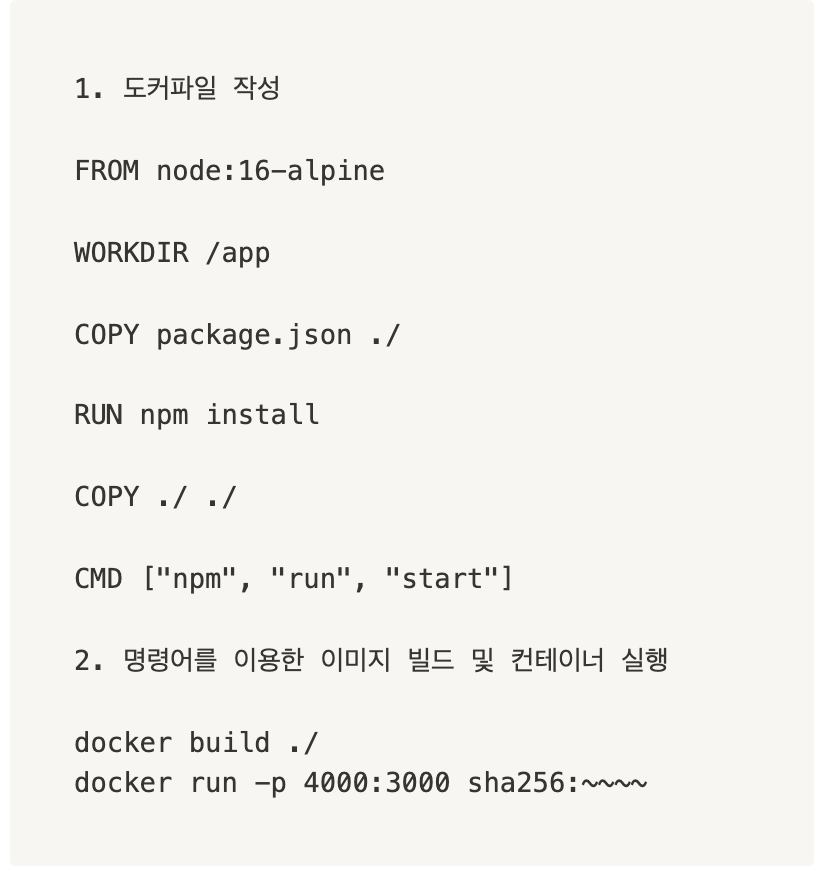 1. 도커파일 작성
FROM node:16-alpine
WORKDIR /app
COPY package.json ./
RUN npm install
COPY ./ ./
CMD ["npm", "run", "start"]
2. 명령어를 이용한 이미지 빌드 및 컨테이너 실행
docker build ./
docker run -p 4000:3000 sha256:~~~~